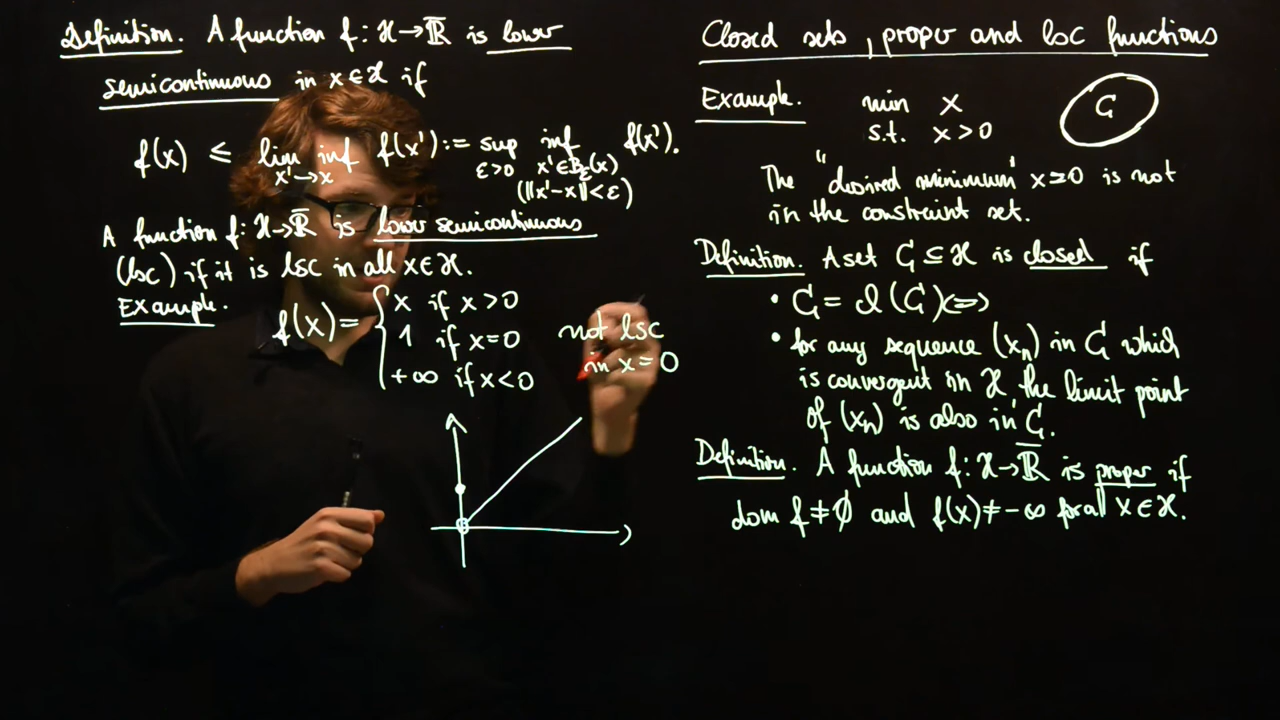 Definition. A function f: 𝓗→ℝ̅ is lower
semicontinuous in x∈𝓗 if
f(x) ≤ lim inf f(x') := sup inf f(x').
x'→x ε>0 x'∈B_ε(x)
(‖x'-x‖<ε)
A function f: 𝓗→ℝ̅ is lower semicontinuous
(lsc) if it is lsc in all x∈𝓗.
Example.
f(x) = { x if x>0
1 if x=0
+∞ if x<0
not lsc
in x=0
Closed sets, proper and lsc functions
Example. min x
s.t. x>0
C
The "desired minimum" x=0 is not
in the constraint set.
Definition. A set C⊆𝓗 is closed if
• C = cl(C) <=>
• for any sequence (xₙ) in C which
is convergent in 𝓗, the limit point
of (xₙ) is also in C.
Definition. A function f: 𝓗→ℝ̅ is proper if
dom f≠∅ and f(x)≠-∞ for all x∈𝓗.